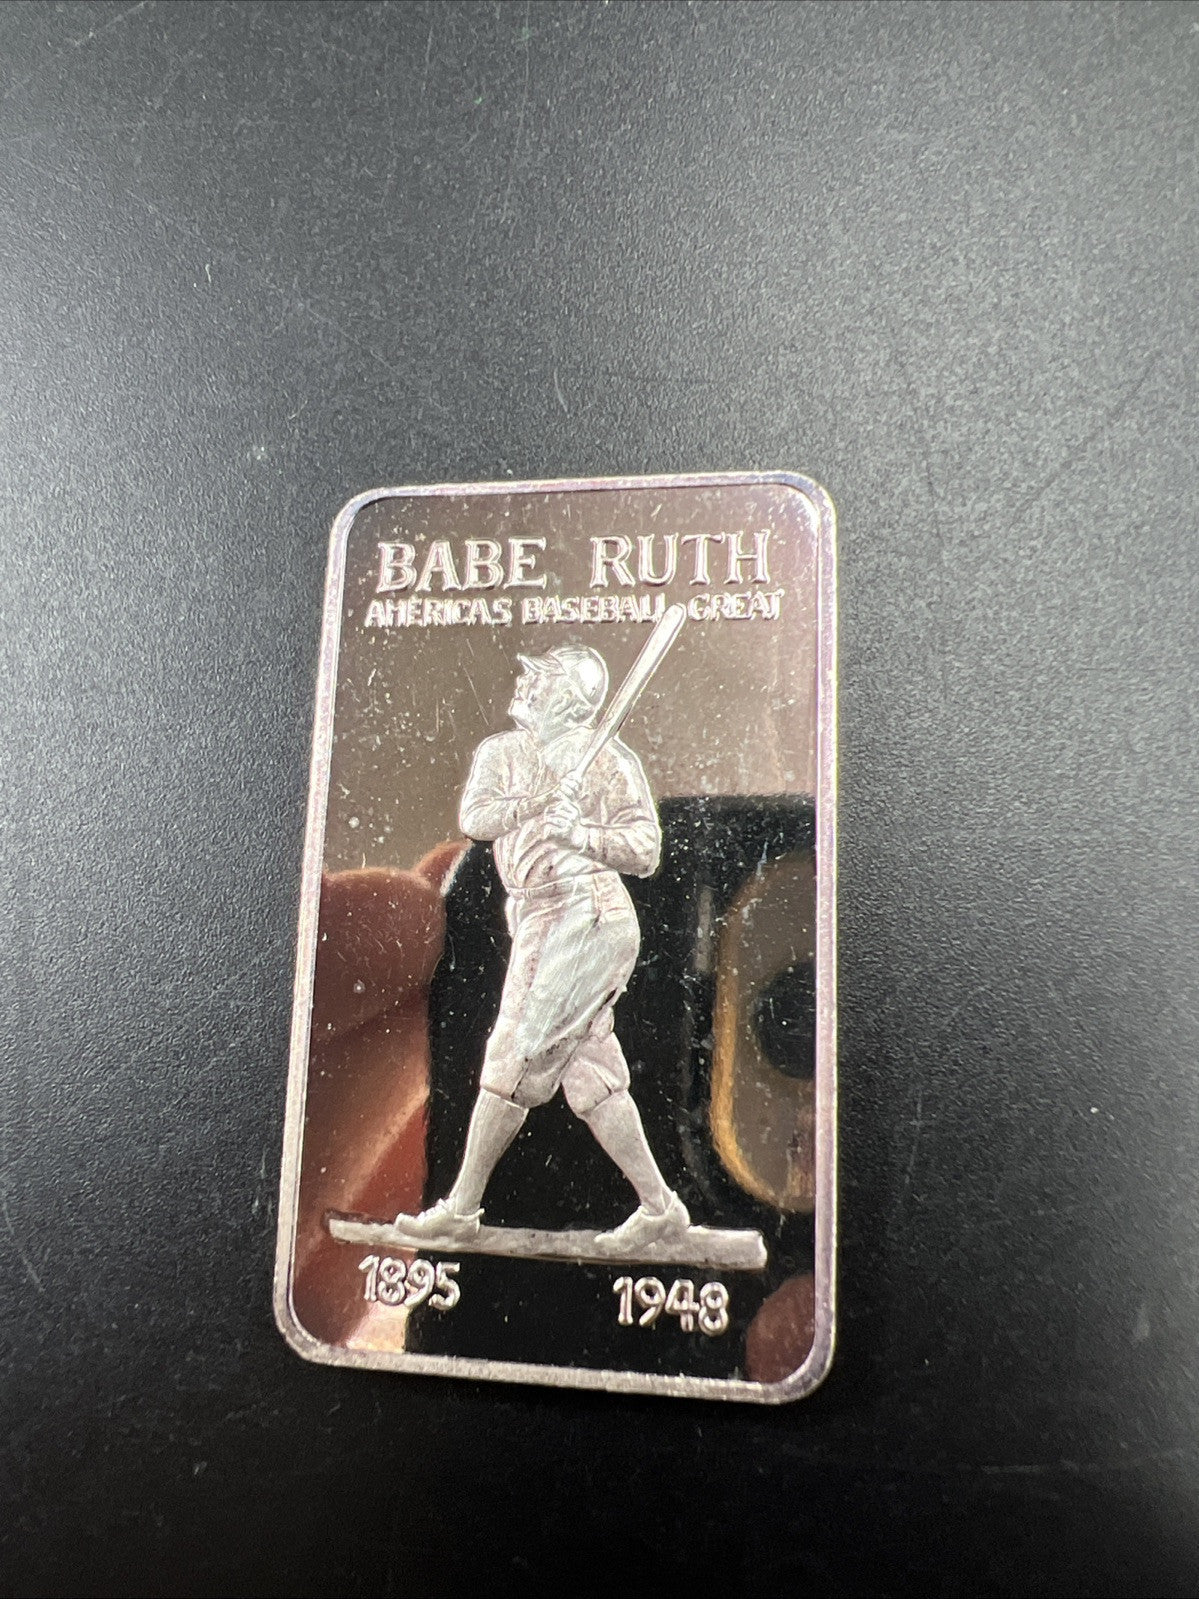 BABE RUTH
AMERICAS BASEBALL GREAT
1895 1948